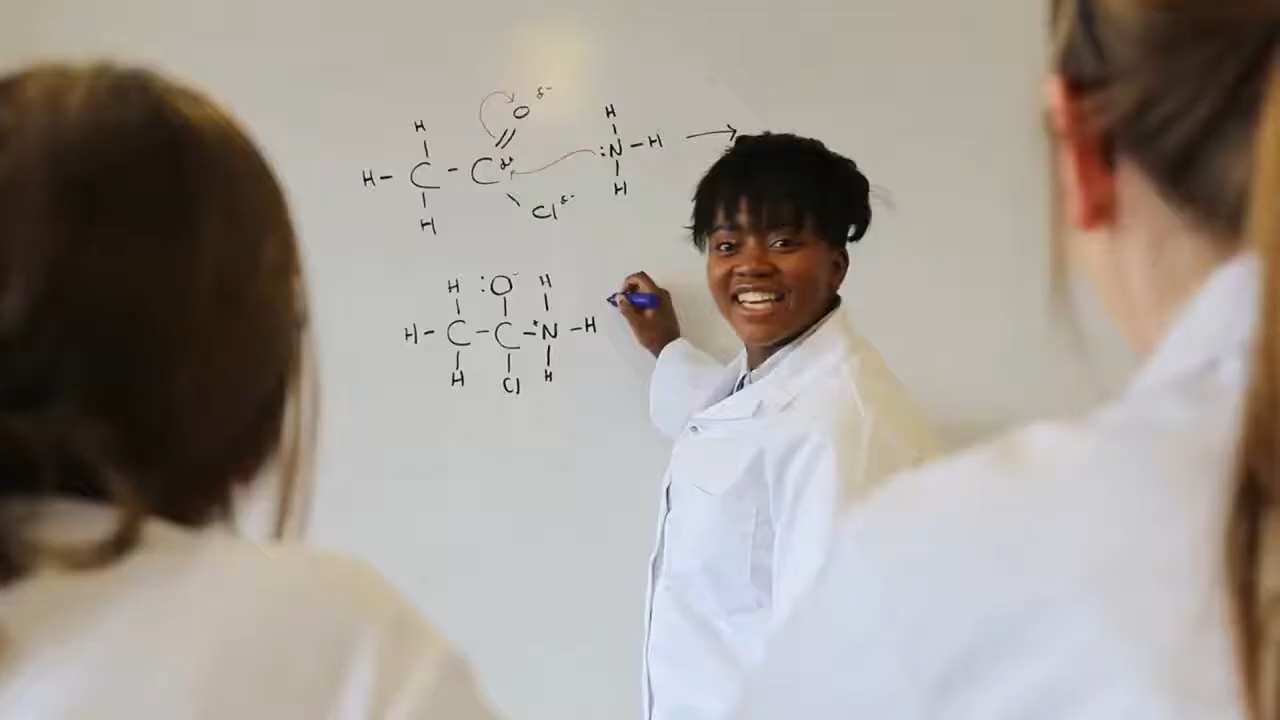 O δ-
H H
H - C - C δ+ :N - H →
H Cl δ- H
H :O - H
H - C - C - + N - H
H Cl H